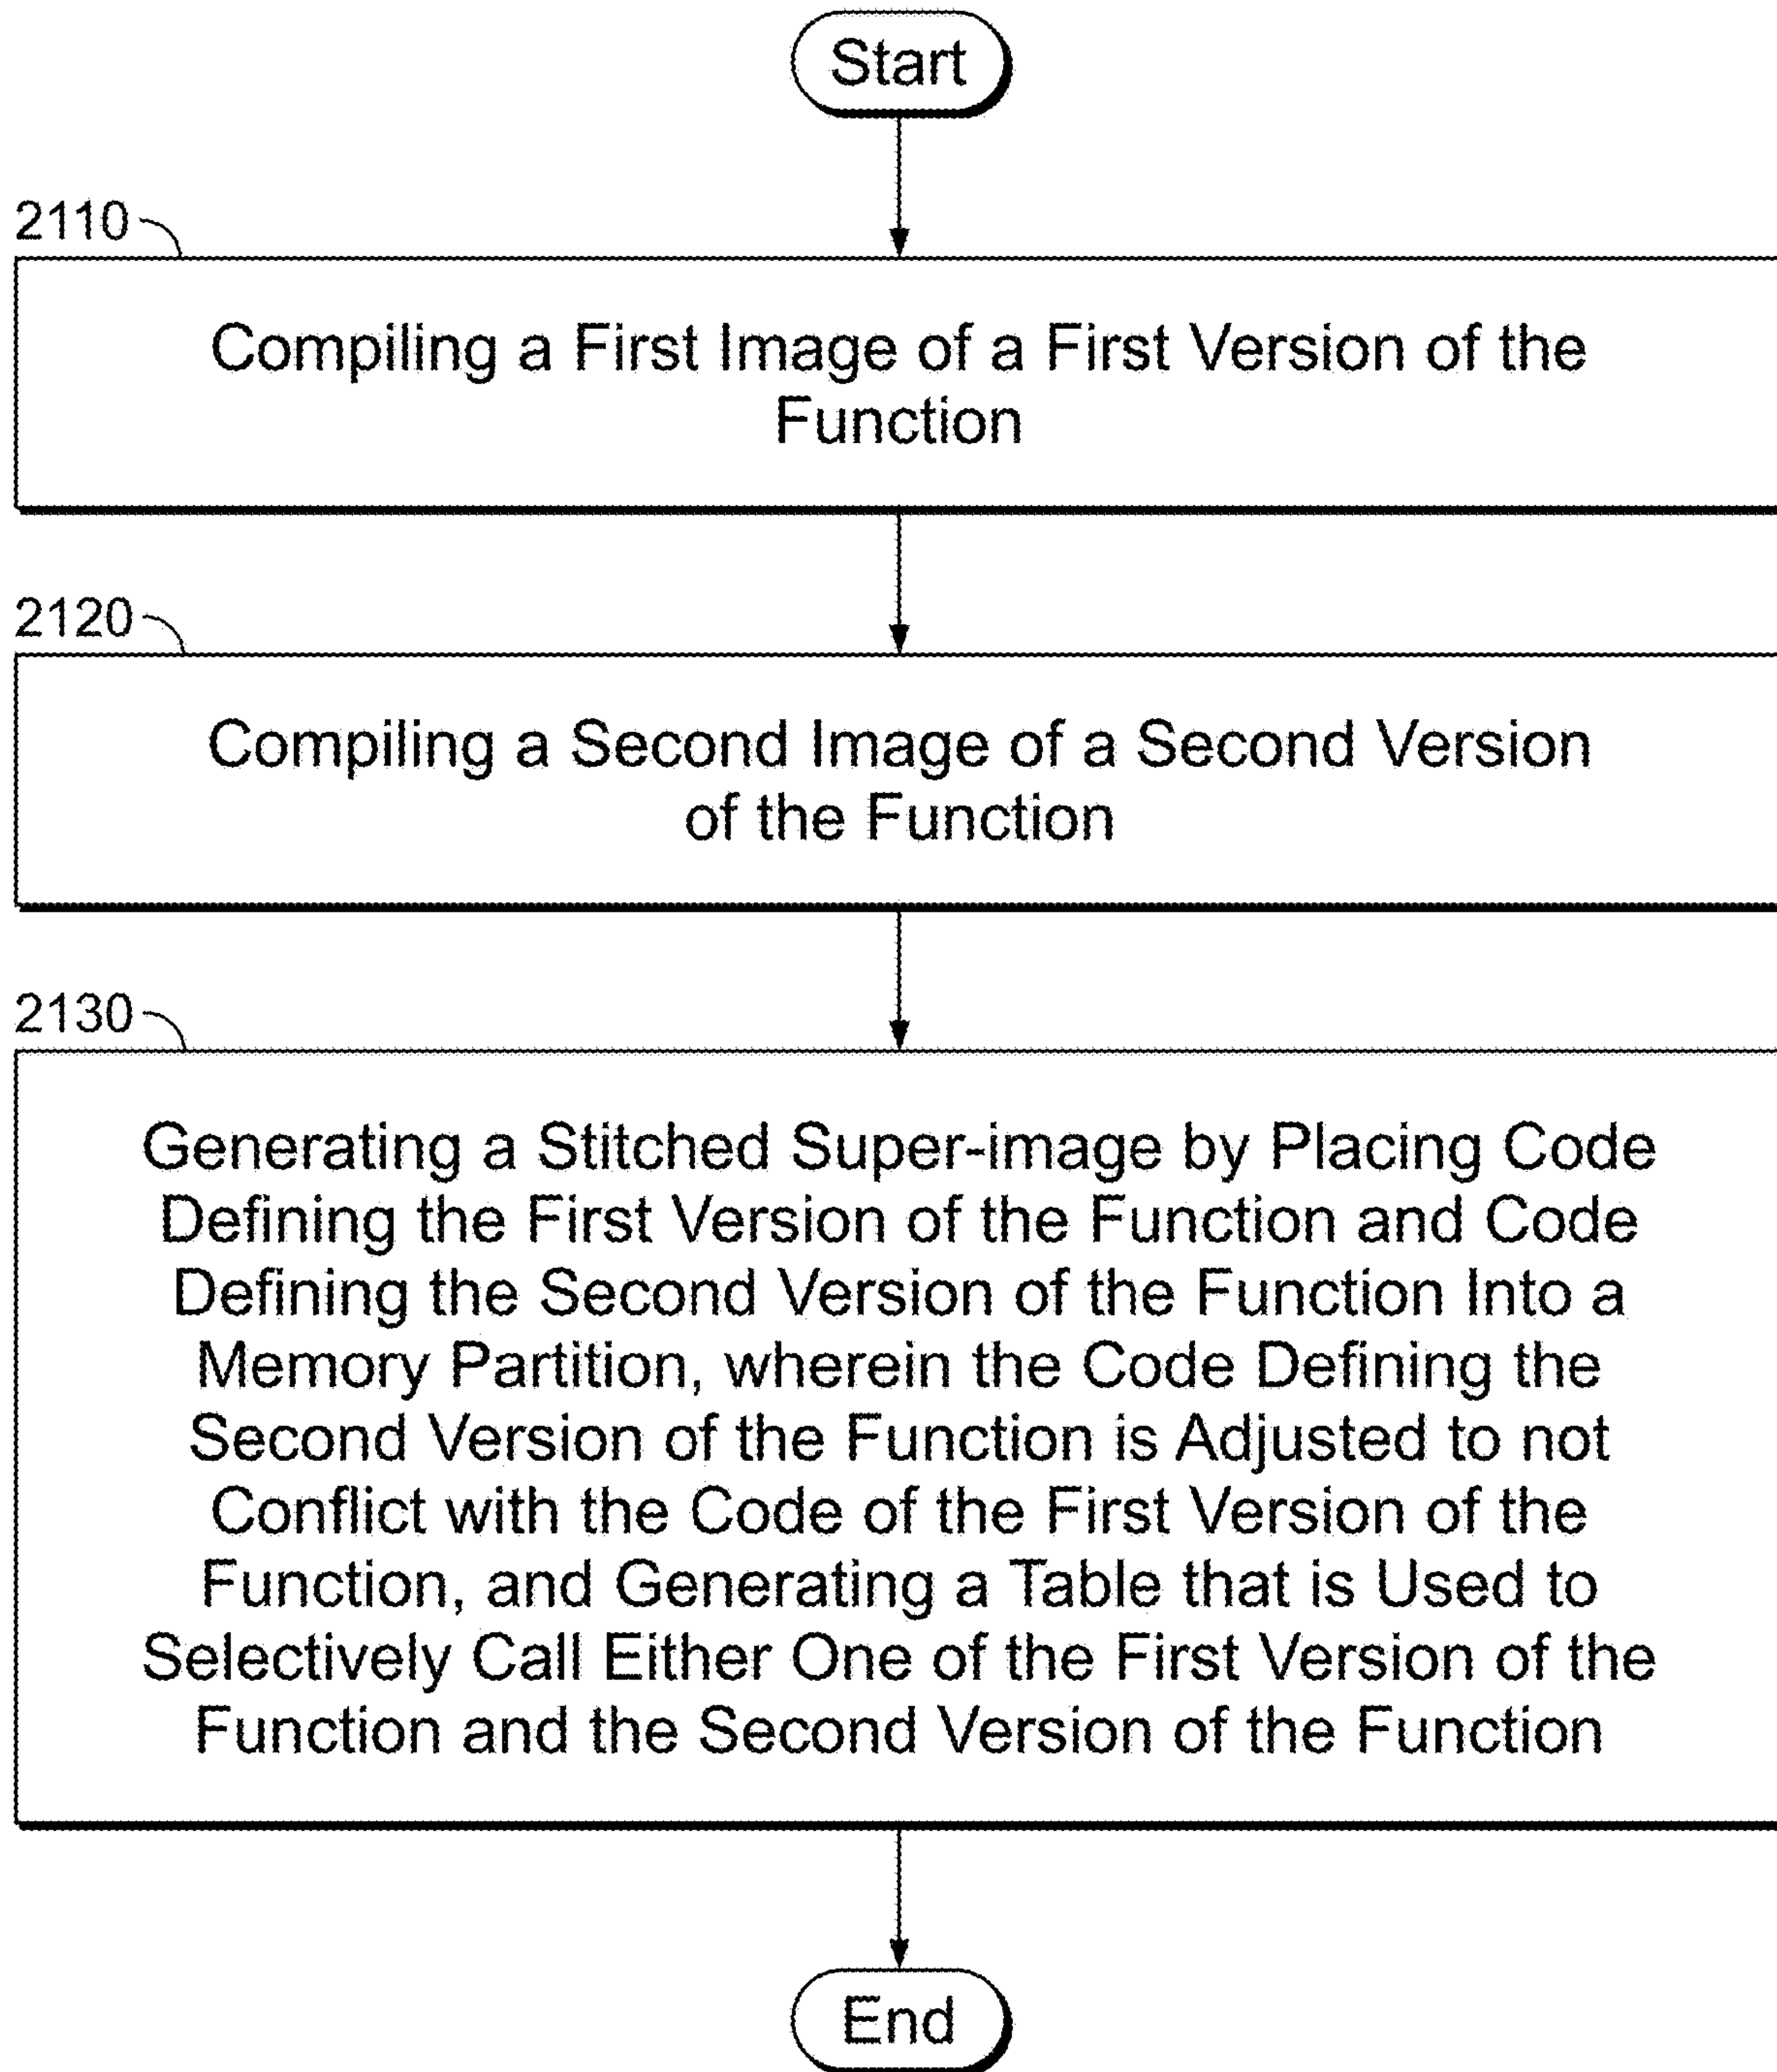 Start
2110
Compiling a First Image of a First Version of the
Function
2120
Compiling a Second Image of a Second Version
of the Function
2130
Generating a Stitched Super-image by Placing Code
Defining the First Version of the Function and Code
Defining the Second Version of the Function Into a
Memory Partition, wherein the Code Defining the
Second Version of the Function is Adjusted to not
Conflict with the Code of the First Version of the
Function, and Generating a Table that is Used to
Selectively Call Either One of the First Version of the
Function and the Second Version of the Function
End